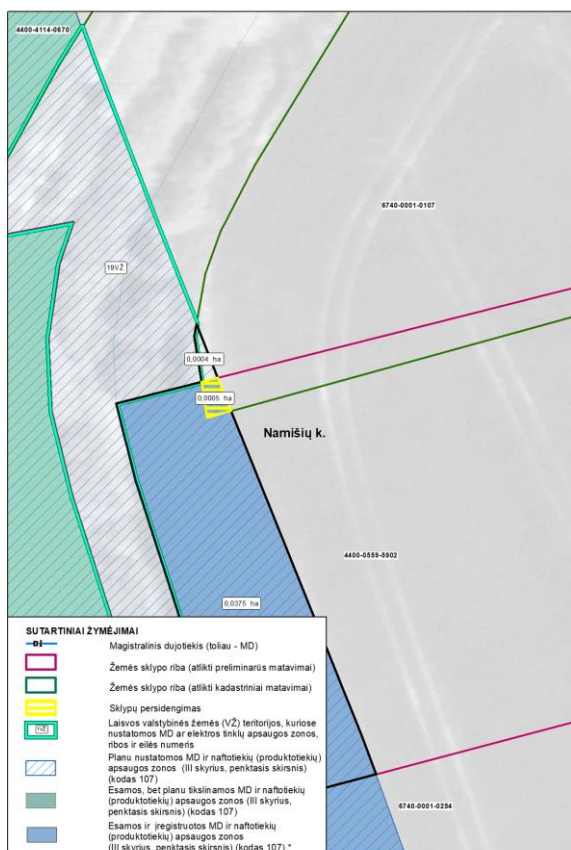 4400-4114-0670
6740-0001-0107
19VŽ
0,0004 ha
0,0005 ha
Namišių k.
4400-0559-5902
0,0375 ha
SUTARTINIAI ŽYMĖJIMAI
Magistralinis dujotiekis (toliau - MD)
Žemės sklypo riba (atlikti preliminarūs matavimai)
Žemės sklypo riba (atlikti kadastriniai matavimai)
Sklypų persidengimas
Laisvos valstybinės žemės (VŽ) teritorijos, kuriose
nustatomos MD ar elektros tinklų apsaugos zonos,
ribos ir eilės numeris
Planu nustatomos MD ir naftotiekių (produktotiekių)
apsaugos zonos (III skyrius, penktasis skirsnis)
(kodas 107)
Esamos, bet planu tikslinamos MD ir naftotiekių
(produktotiekių) apsaugos zonos (III skyrius,
penktasis skirsnis) (kodas 107)
Esamos ir įregistruotos MD ir naftotiekių
(produktotiekių) apsaugos zonos
(III skyrius, penktasis skirsnis) (kodas 107) *
6740-0001-0254